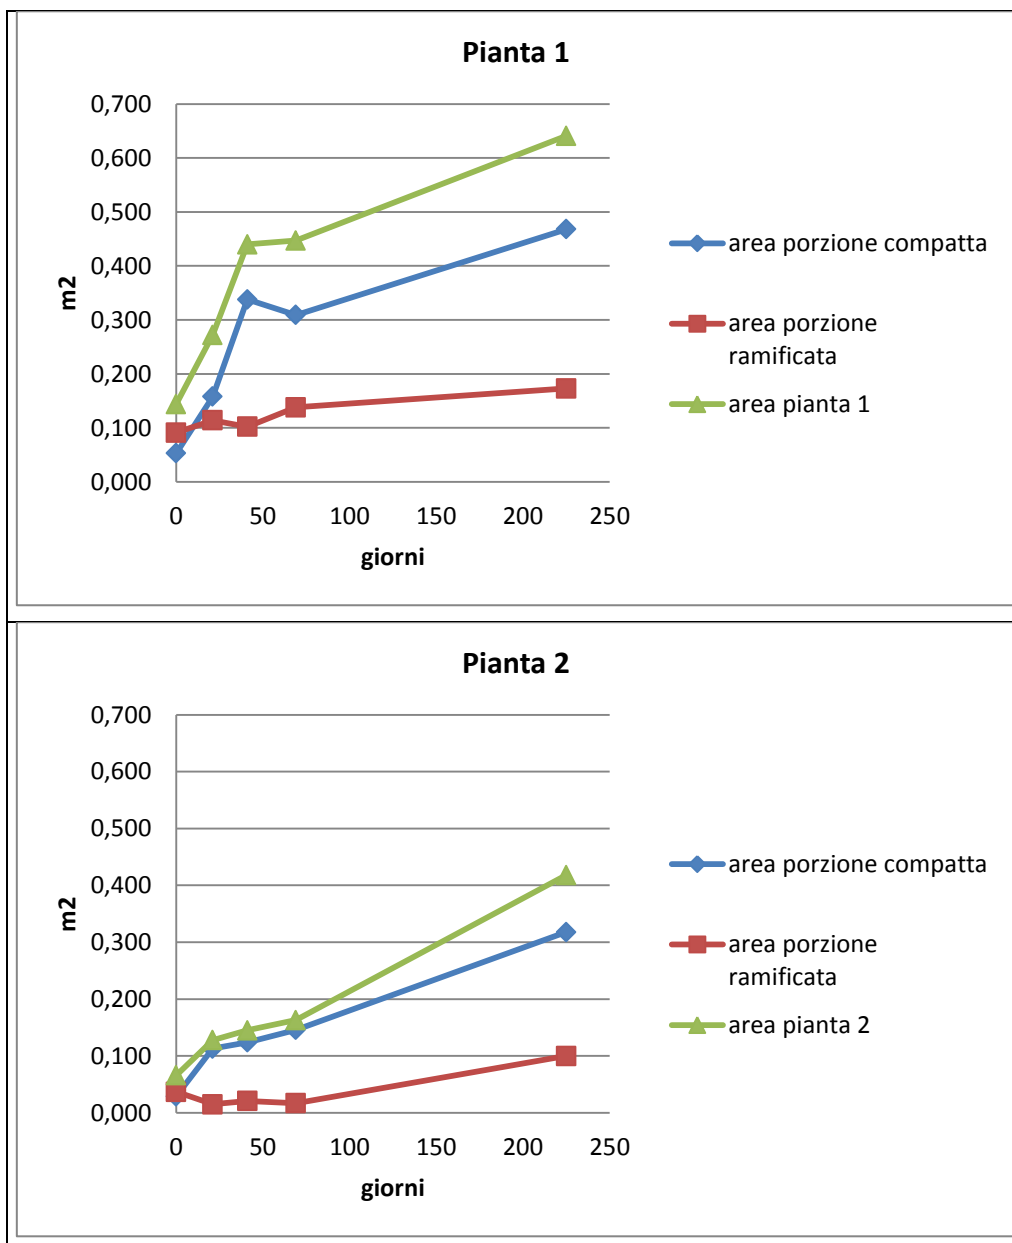 Pianta 1
0,700
0,600
0,500
0,400
0,300
0,200
0,100
0,000
m2
0 50 100 150 200 250
giorni
area porzione compatta
area porzione
ramificata
area pianta 1
Pianta 2
0,700
0,600
0,500
0,400
0,300
0,200
0,100
0,000
m2
0 50 100 150 200 250
giorni
area porzione compatta
area porzione
ramificata
area pianta 2